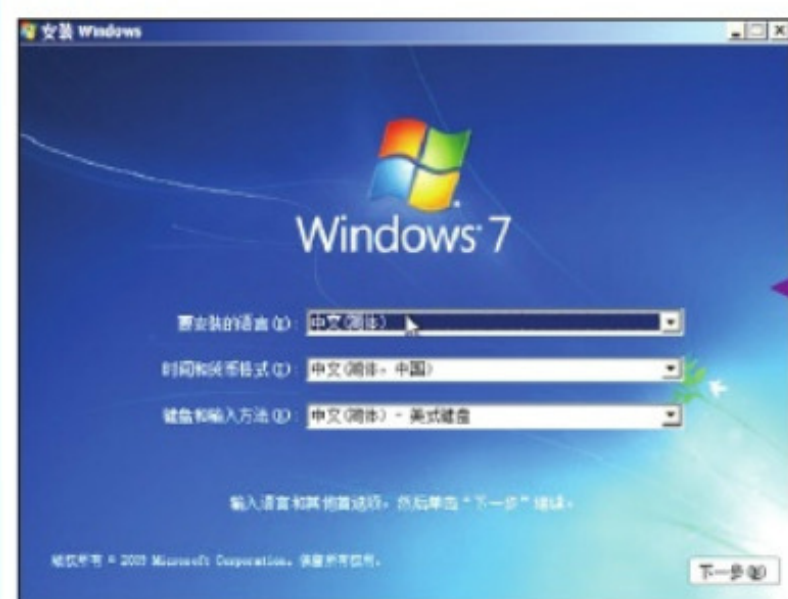 安装 Windows
Windows 7
要安装的语言(E): 中文(简体)
时间和货币格式(T): 中文(简体，中国)
键盘和输入方法(K): 中文(简体) - 美式键盘
输入语言和其他首选项，然后单击“下一步”继续。
版权所有 © 2009 Microsoft Corporation。保留所有权利。
下一步(N)